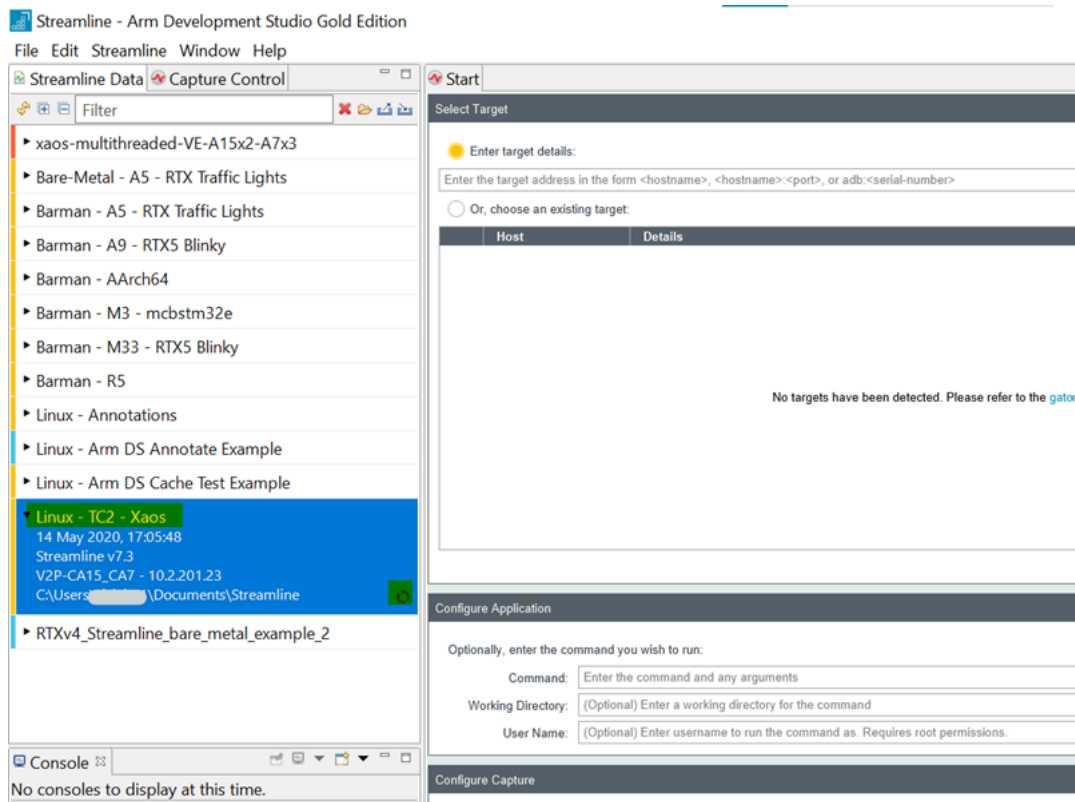 Streamline - Arm Development Studio Gold Edition
File Edit Streamline Window Help
Streamline Data Capture Control
Filter
xaos-multithreaded-VE-A15x2-A7x3
Bare-Metal - A5 - RTX Traffic Lights
Barman - A5 - RTX Traffic Lights
Barman - A9 - RTX5 Blinky
Barman - AArch64
Barman - M3 - mcbstm32e
Barman - M33 - RTX5 Blinky
Barman - R5
Linux - Annotations
Linux - Arm DS Annotate Example
Linux - Arm DS Cache Test Example
Linux - TC2 - Xaos
14 May 2020, 17:05:48
Streamline v7.3
V2P-CA15_CA7 - 10.2.201.23
C:\Users \Documents\Streamline
RTXv4_Streamline_bare_metal_example_2
Console
No consoles to display at this time.
Start
Select Target
Enter target details:
Enter the target address in the form <hostname>, <hostname>:<port>, or adb:<serial-number>
Or, choose an existing target:
Host Details
No targets have been detected. Please refer to the gator
Configure Application
Optionally, enter the command you wish to run:
Command: Enter the command and any arguments
Working Directory: (Optional) Enter a working directory for the command
User Name: (Optional) Enter username to run the command as. Requires root permissions.
Configure Capture